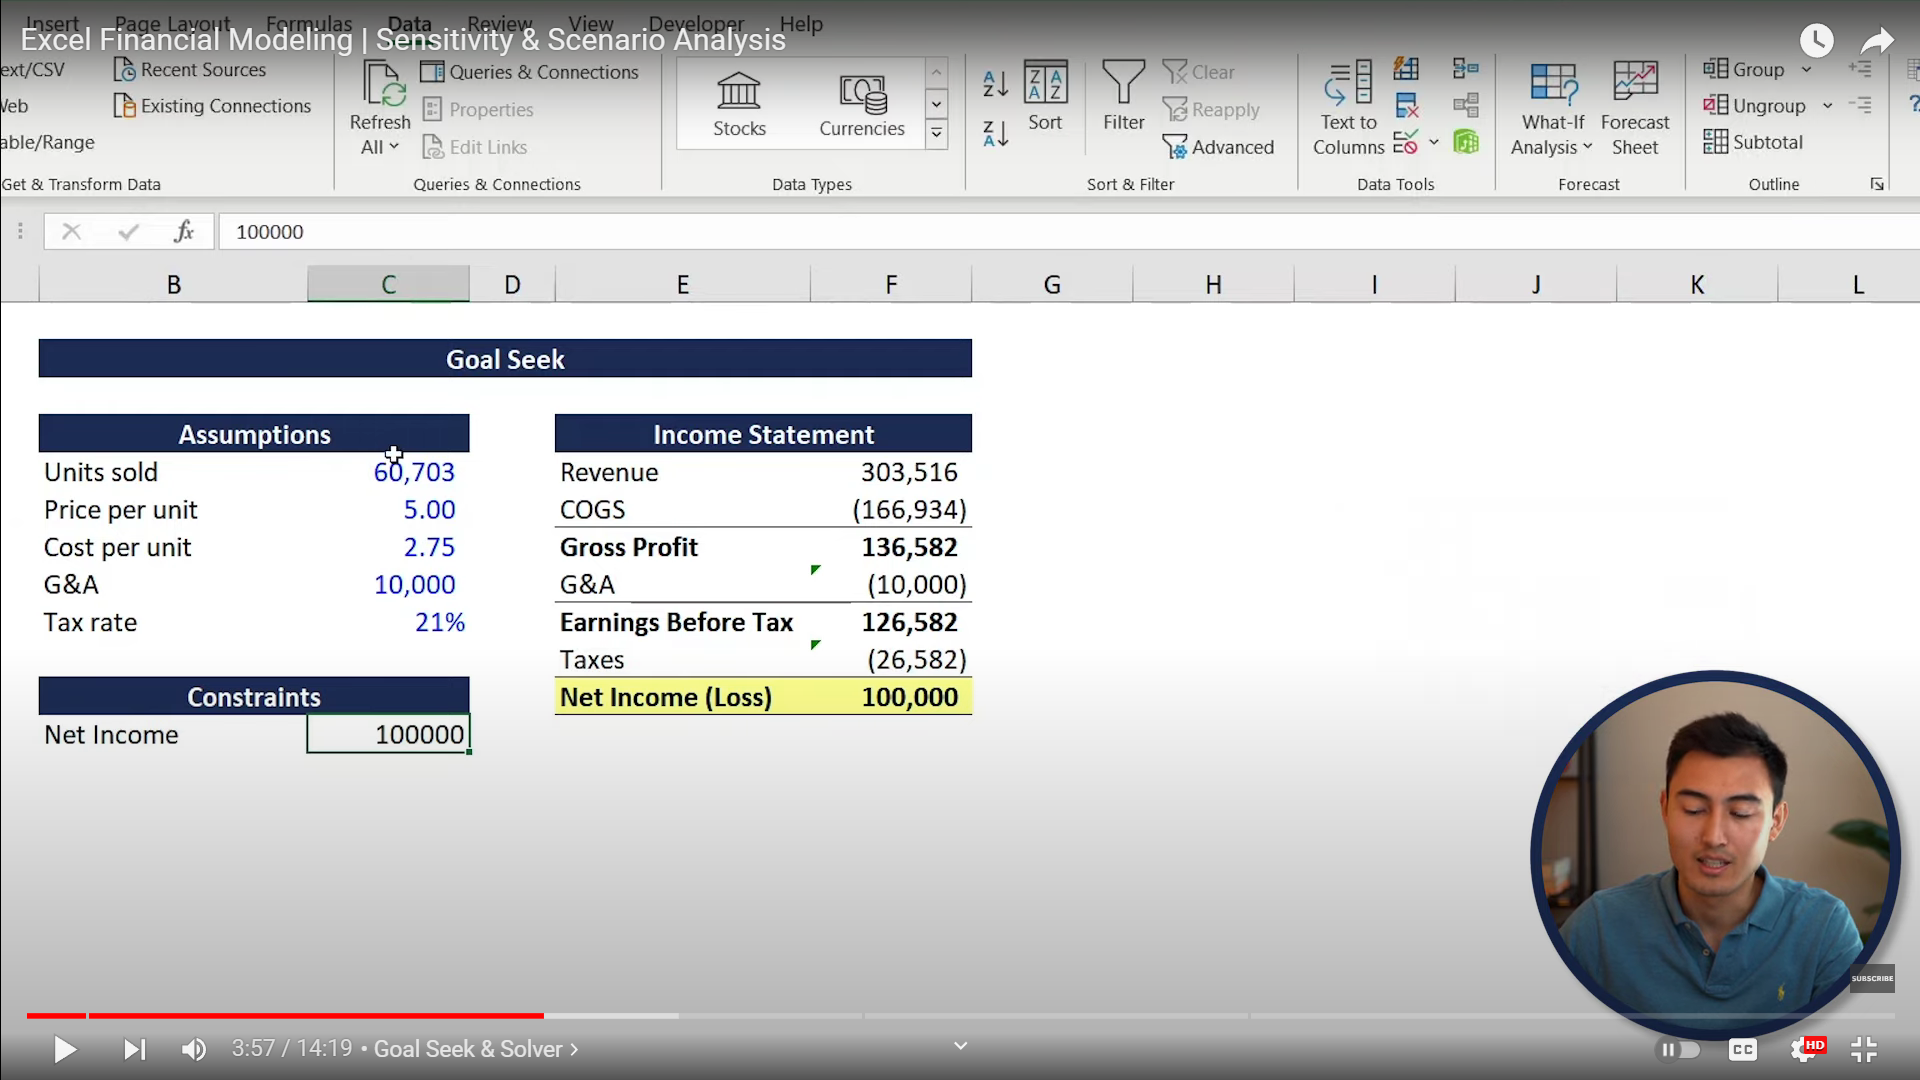 Insert Page Layout Formulas Data Review View Developer Help
Excel Financial Modeling | Sensitivity & Scenario Analysis
ext/CSV
Recent Sources
Existing Connections
able/Range
Get & Transform Data
Refresh All
Queries & Connections
Properties
Edit Links
Queries & Connections
Stocks
Currencies
Data Types
Sort
Filter
Clear
Reapply
Advanced
Sort & Filter
Text to Columns
Data Tools
What-If Analysis
Forecast Sheet
Forecast
Group
Ungroup
Subtotal
Outline
fx 100000
B C D E F G H I J K L
Goal Seek
Assumptions
Units sold 60,703
Price per unit 5.00
Cost per unit 2.75
G&A 10,000
Tax rate 21%
Constraints
Net Income 100000
Income Statement
Revenue 303,516
COGS (166,934)
Gross Profit 136,582
G&A (10,000)
Earnings Before Tax 126,582
Taxes (26,582)
Net Income (Loss) 100,000
SUBSCRIBE
3:57 / 14:19 • Goal Seek & Solver >
CC
HD